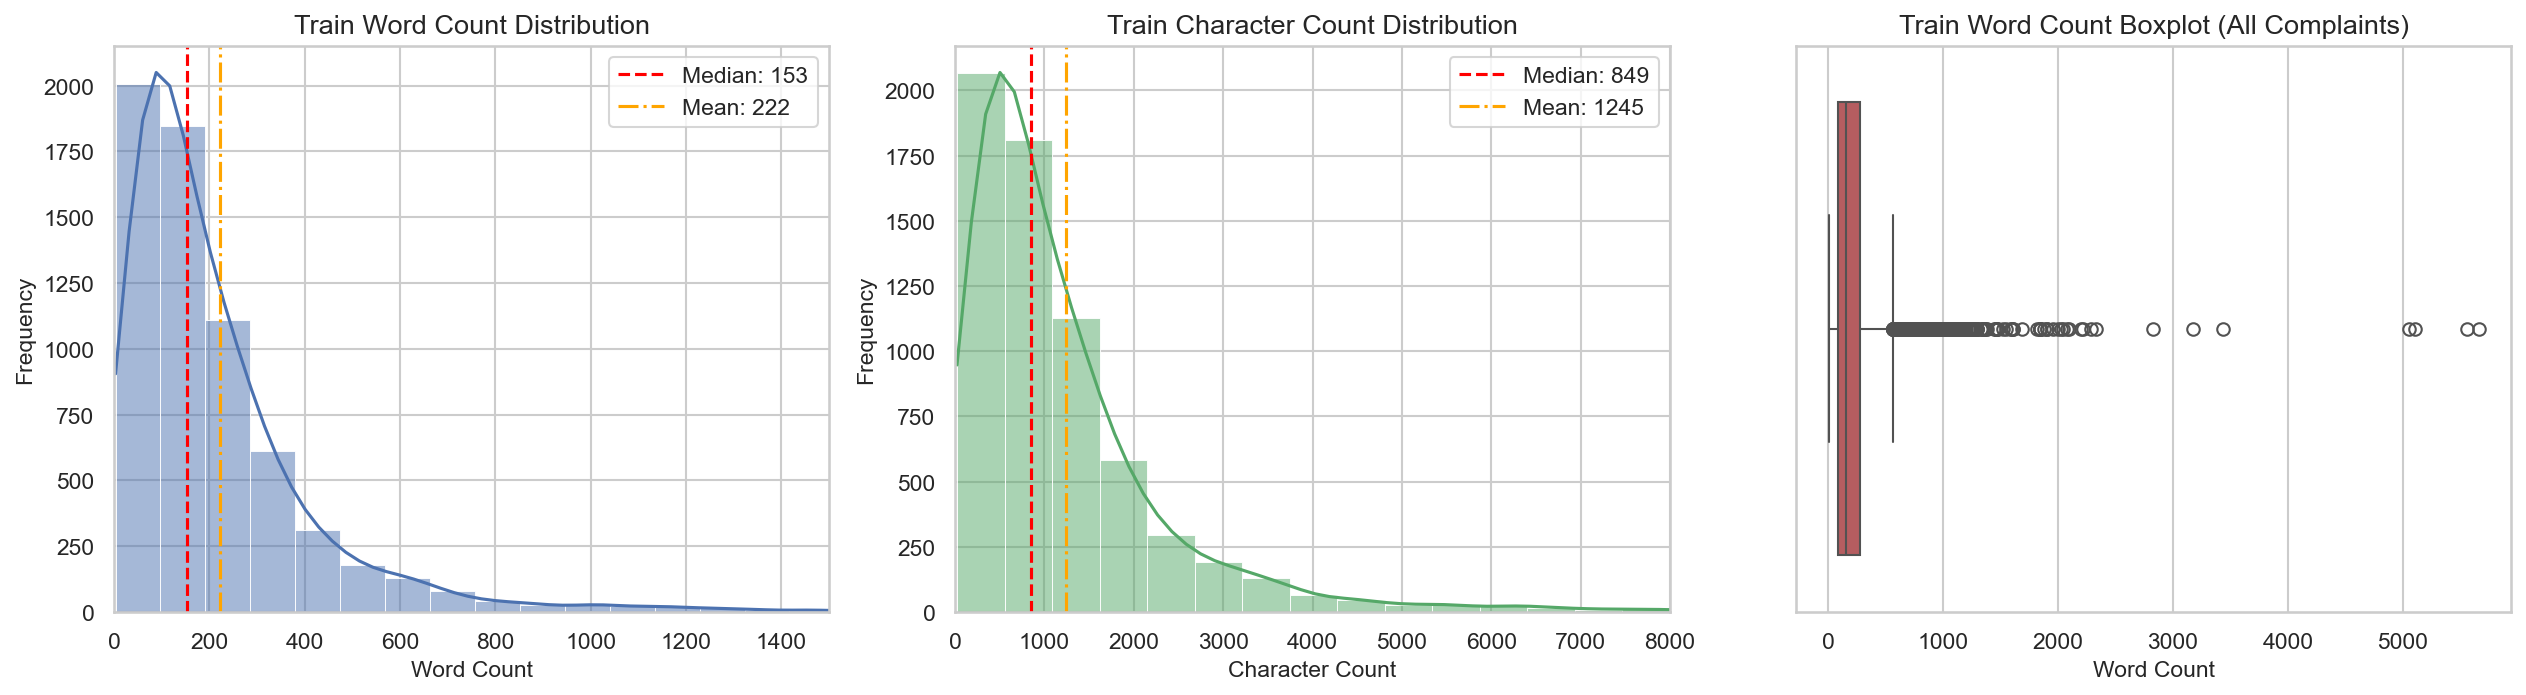 Train Word Count Distribution
Median: 153
Mean: 222
2000
1750
1500
1250
1000
750
500
250
0
Frequency
0 200 400 600 800 1000 1200 1400
Word Count
Train Character Count Distribution
Median: 849
Mean: 1245
2000
1750
1500
1250
1000
750
500
250
0
Frequency
0 1000 2000 3000 4000 5000 6000 7000 8000
Character Count
Train Word Count Boxplot (All Complaints)
0 1000 2000 3000 4000 5000
Word Count